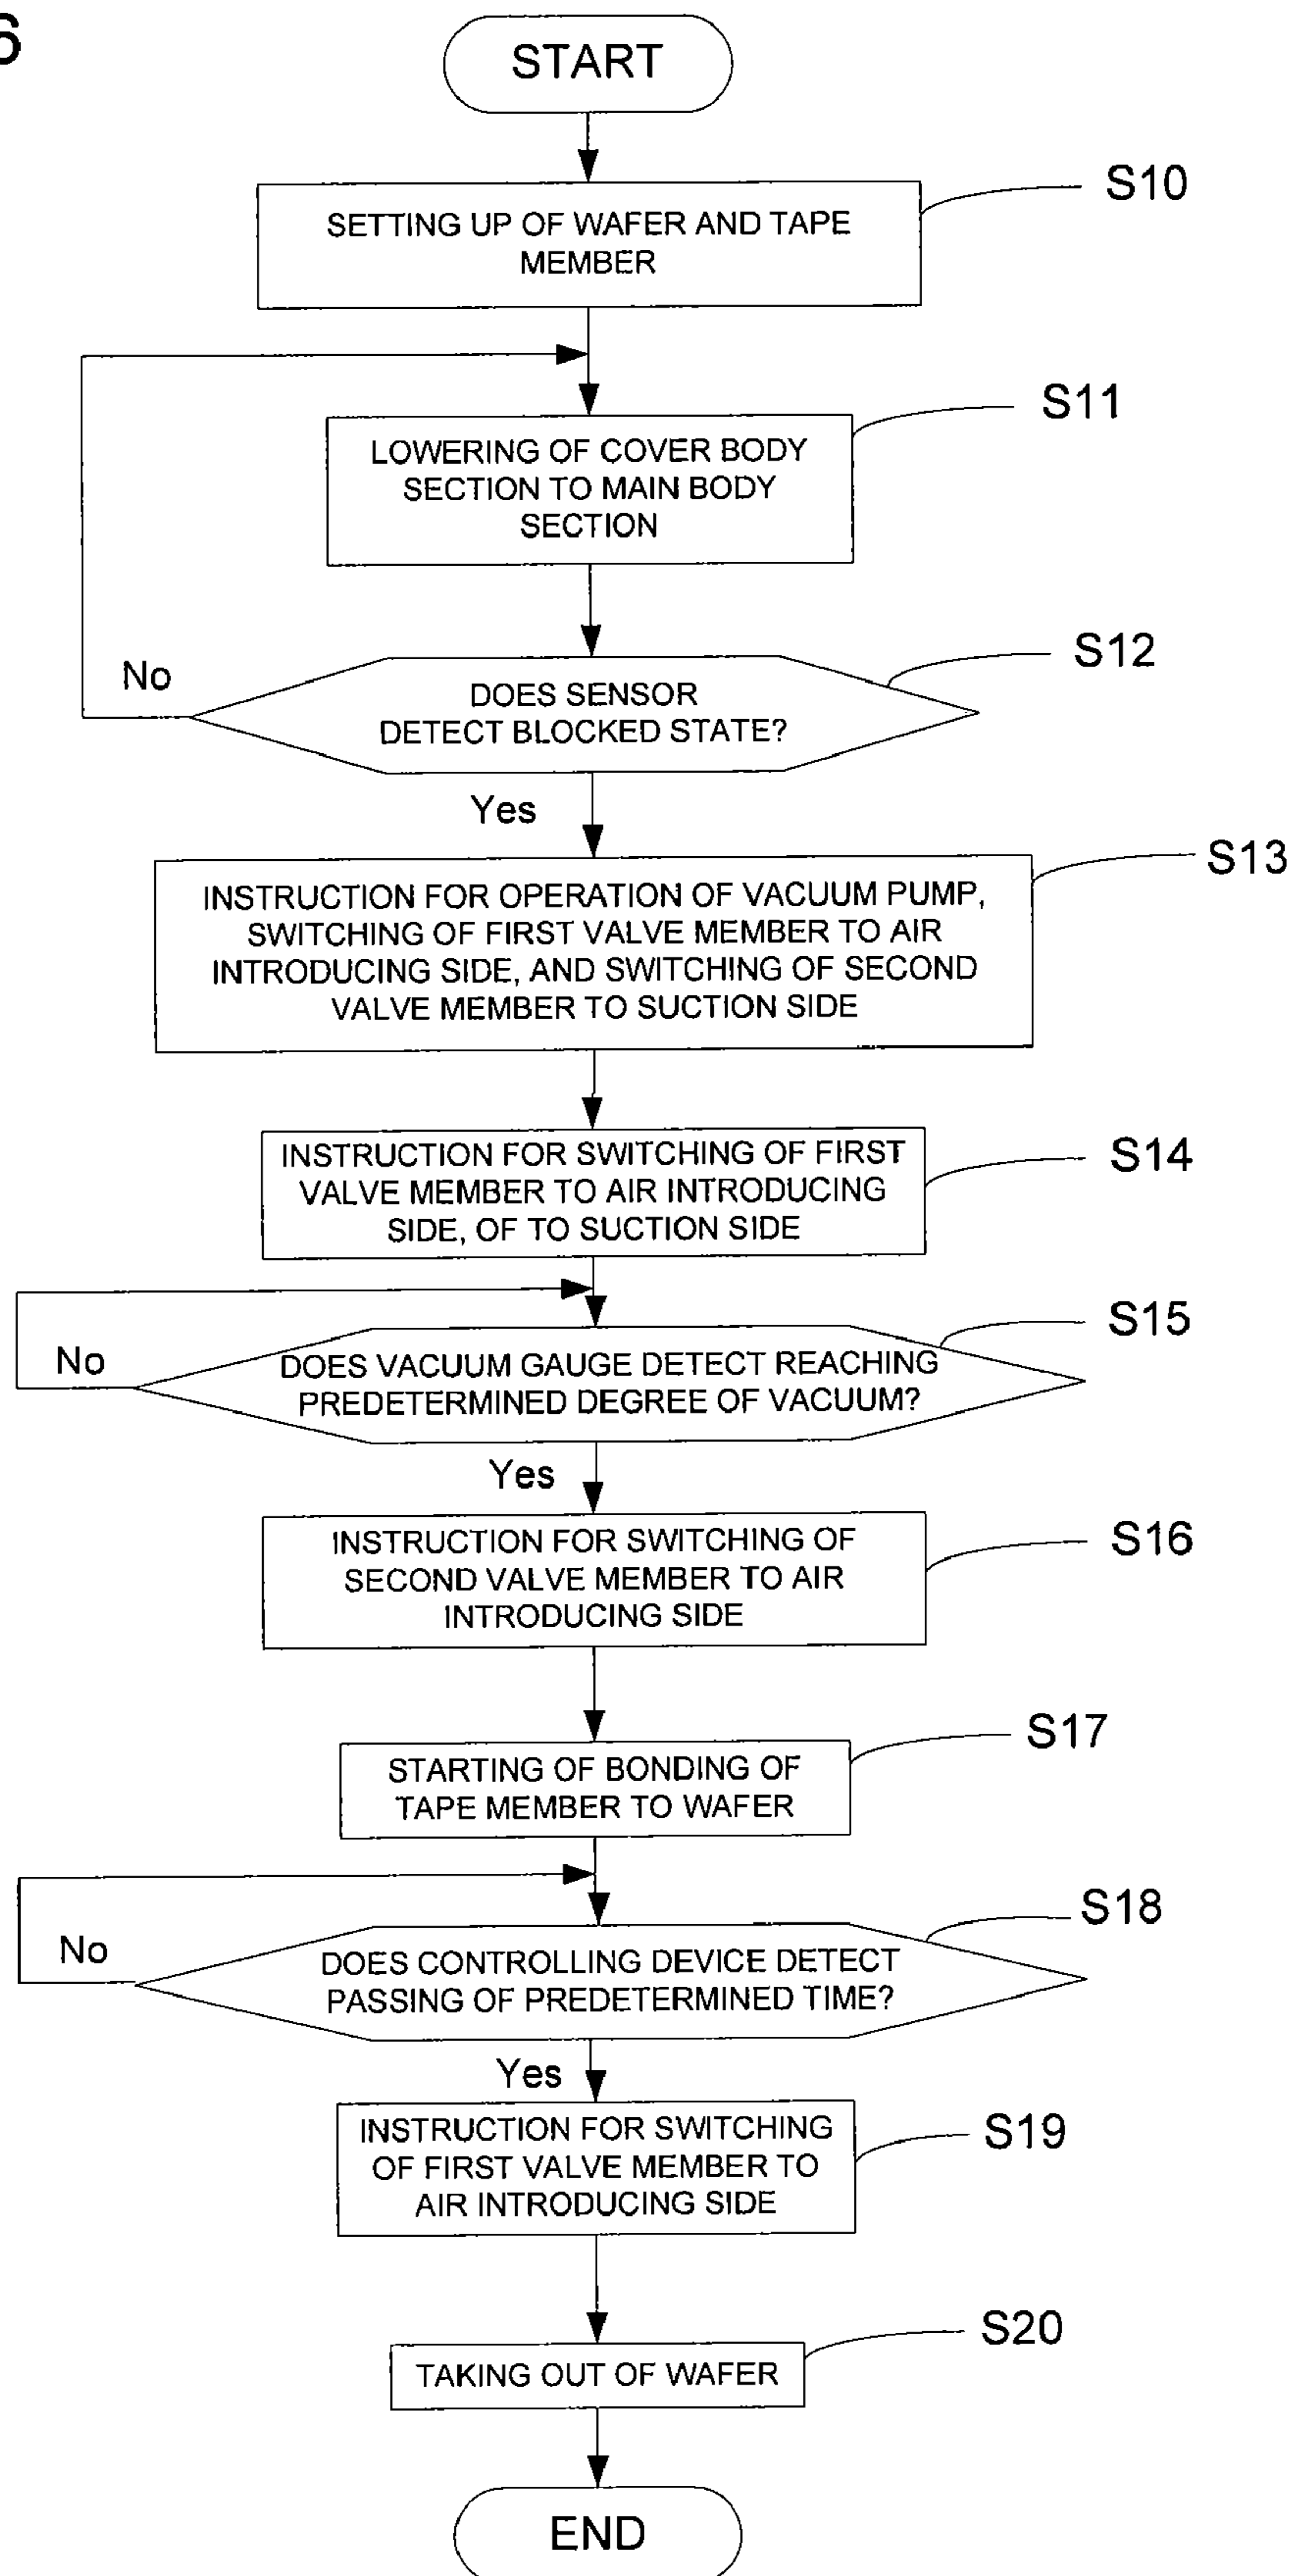 6
START
S10
SETTING UP OF WAFER AND TAPE
MEMBER
S11
LOWERING OF COVER BODY
SECTION TO MAIN BODY
SECTION
S12
No
DOES SENSOR
DETECT BLOCKED STATE?
Yes
S13
INSTRUCTION FOR OPERATION OF VACUUM PUMP,
SWITCHING OF FIRST VALVE MEMBER TO AIR
INTRODUCING SIDE, AND SWITCHING OF SECOND
VALVE MEMBER TO SUCTION SIDE
S14
INSTRUCTION FOR SWITCHING OF FIRST
VALVE MEMBER TO AIR INTRODUCING
SIDE, OF TO SUCTION SIDE
S15
No
DOES VACUUM GAUGE DETECT REACHING
PREDETERMINED DEGREE OF VACUUM?
Yes
S16
INSTRUCTION FOR SWITCHING OF
SECOND VALVE MEMBER TO AIR
INTRODUCING SIDE
S17
STARTING OF BONDING OF
TAPE MEMBER TO WAFER
S18
No
DOES CONTROLLING DEVICE DETECT
PASSING OF PREDETERMINED TIME?
Yes
S19
INSTRUCTION FOR SWITCHING
OF FIRST VALVE MEMBER TO
AIR INTRODUCING SIDE
S20
TAKING OUT OF WAFER
END